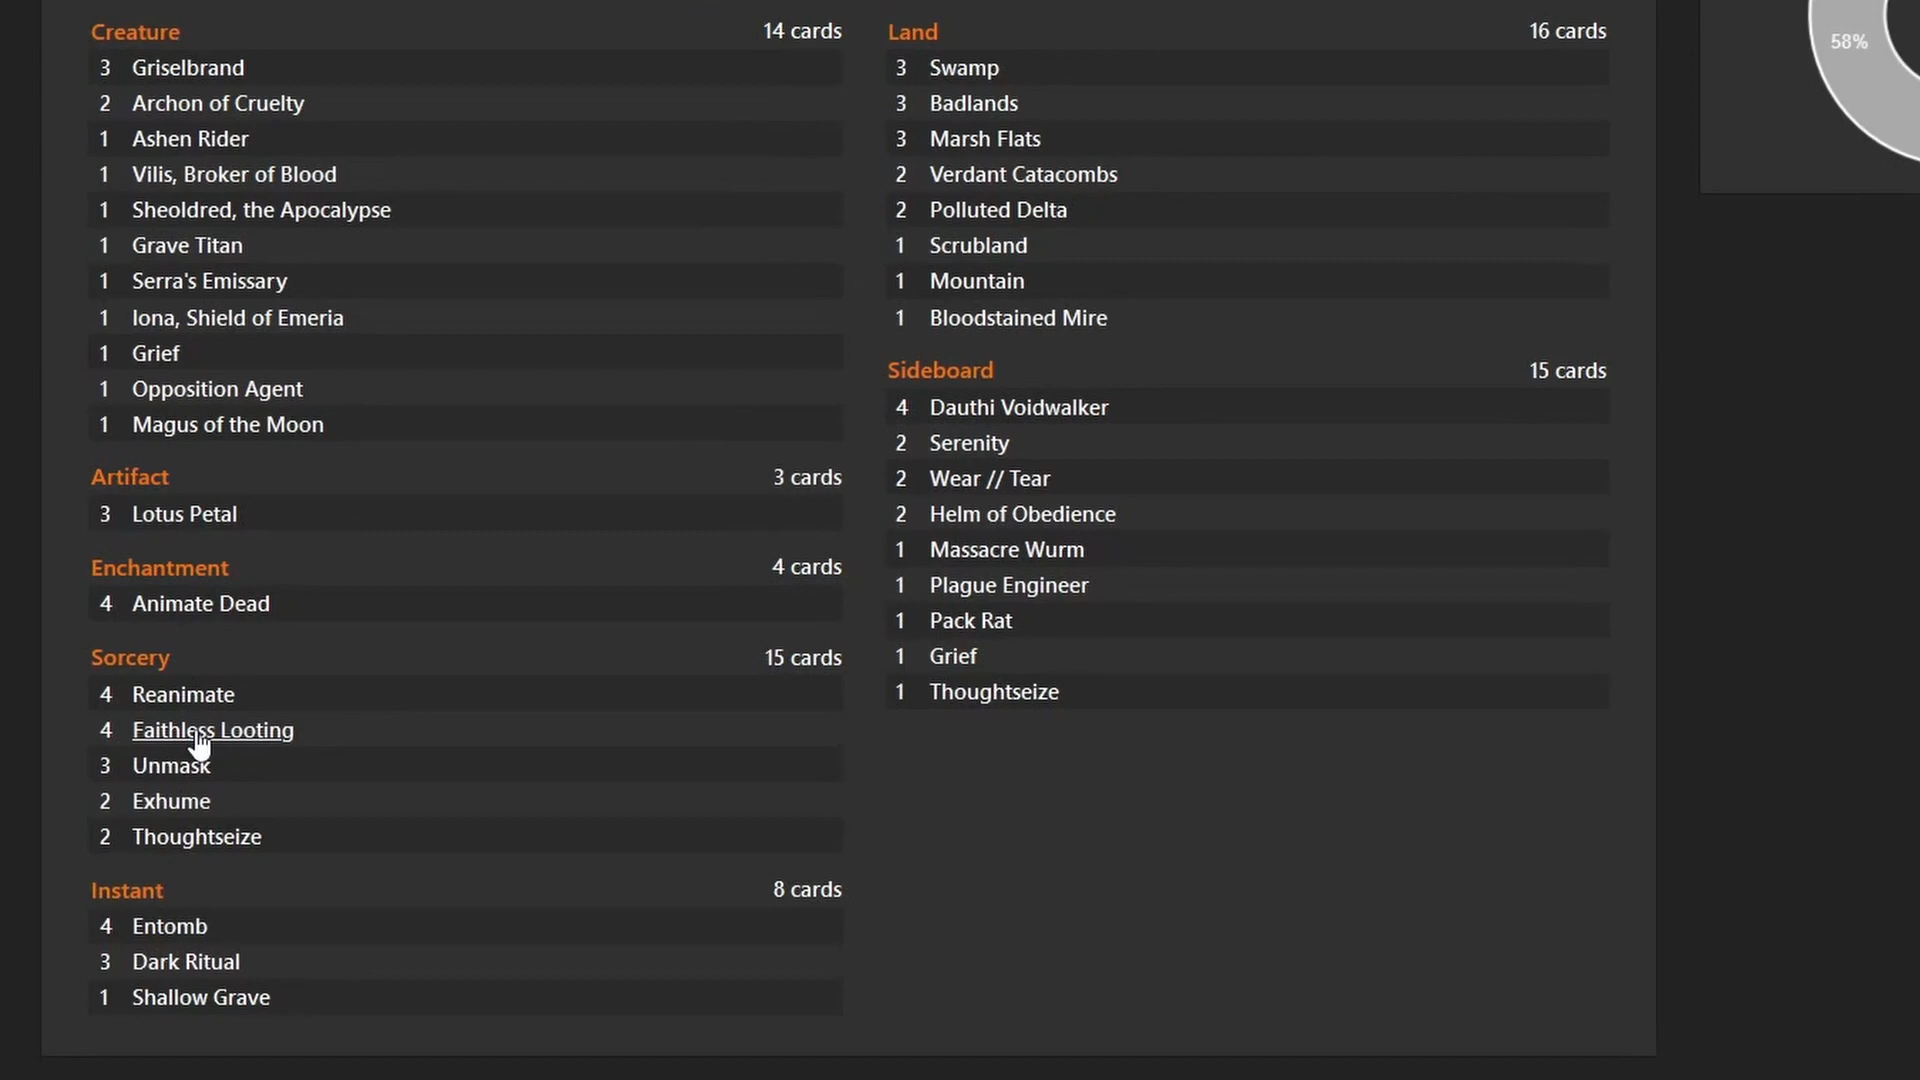 Creature 14 cards
3 Griselbrand
2 Archon of Cruelty
1 Ashen Rider
1 Vilis, Broker of Blood
1 Sheoldred, the Apocalypse
1 Grave Titan
1 Serra's Emissary
1 Iona, Shield of Emeria
1 Grief
1 Opposition Agent
1 Magus of the Moon
Artifact 3 cards
3 Lotus Petal
Enchantment 4 cards
4 Animate Dead
Sorcery 15 cards
4 Reanimate
4 Faithless Looting
3 Unmask
2 Exhume
2 Thoughtseize
Instant 8 cards
4 Entomb
3 Dark Ritual
1 Shallow Grave
Land 16 cards
3 Swamp
3 Badlands
3 Marsh Flats
2 Verdant Catacombs
2 Polluted Delta
1 Scrubland
1 Mountain
1 Bloodstained Mire
Sideboard 15 cards
4 Dauthi Voidwalker
2 Serenity
2 Wear // Tear
2 Helm of Obedience
1 Massacre Wurm
1 Plague Engineer
1 Pack Rat
1 Grief
1 Thoughtseize
58%